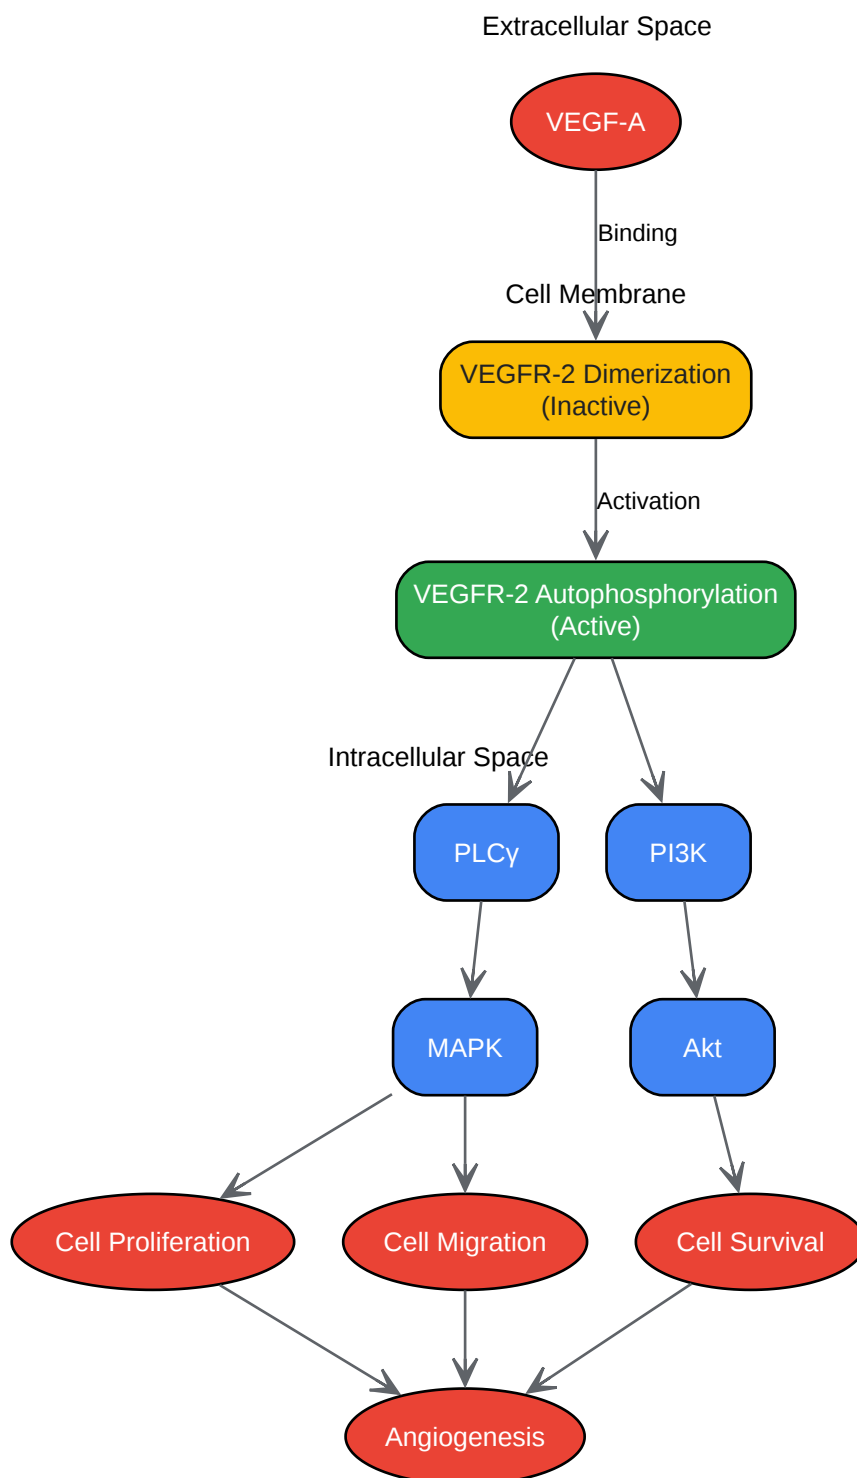 Extracellular Space
VEGF-A
Binding
Cell Membrane
VEGFR-2 Dimerization
(Inactive)
Activation
VEGFR-2 Autophosphorylation
(Active)
Intracellular Space
PLCγ
PI3K
MAPK
Akt
Cell Proliferation
Cell Migration
Cell Survival
Angiogenesis